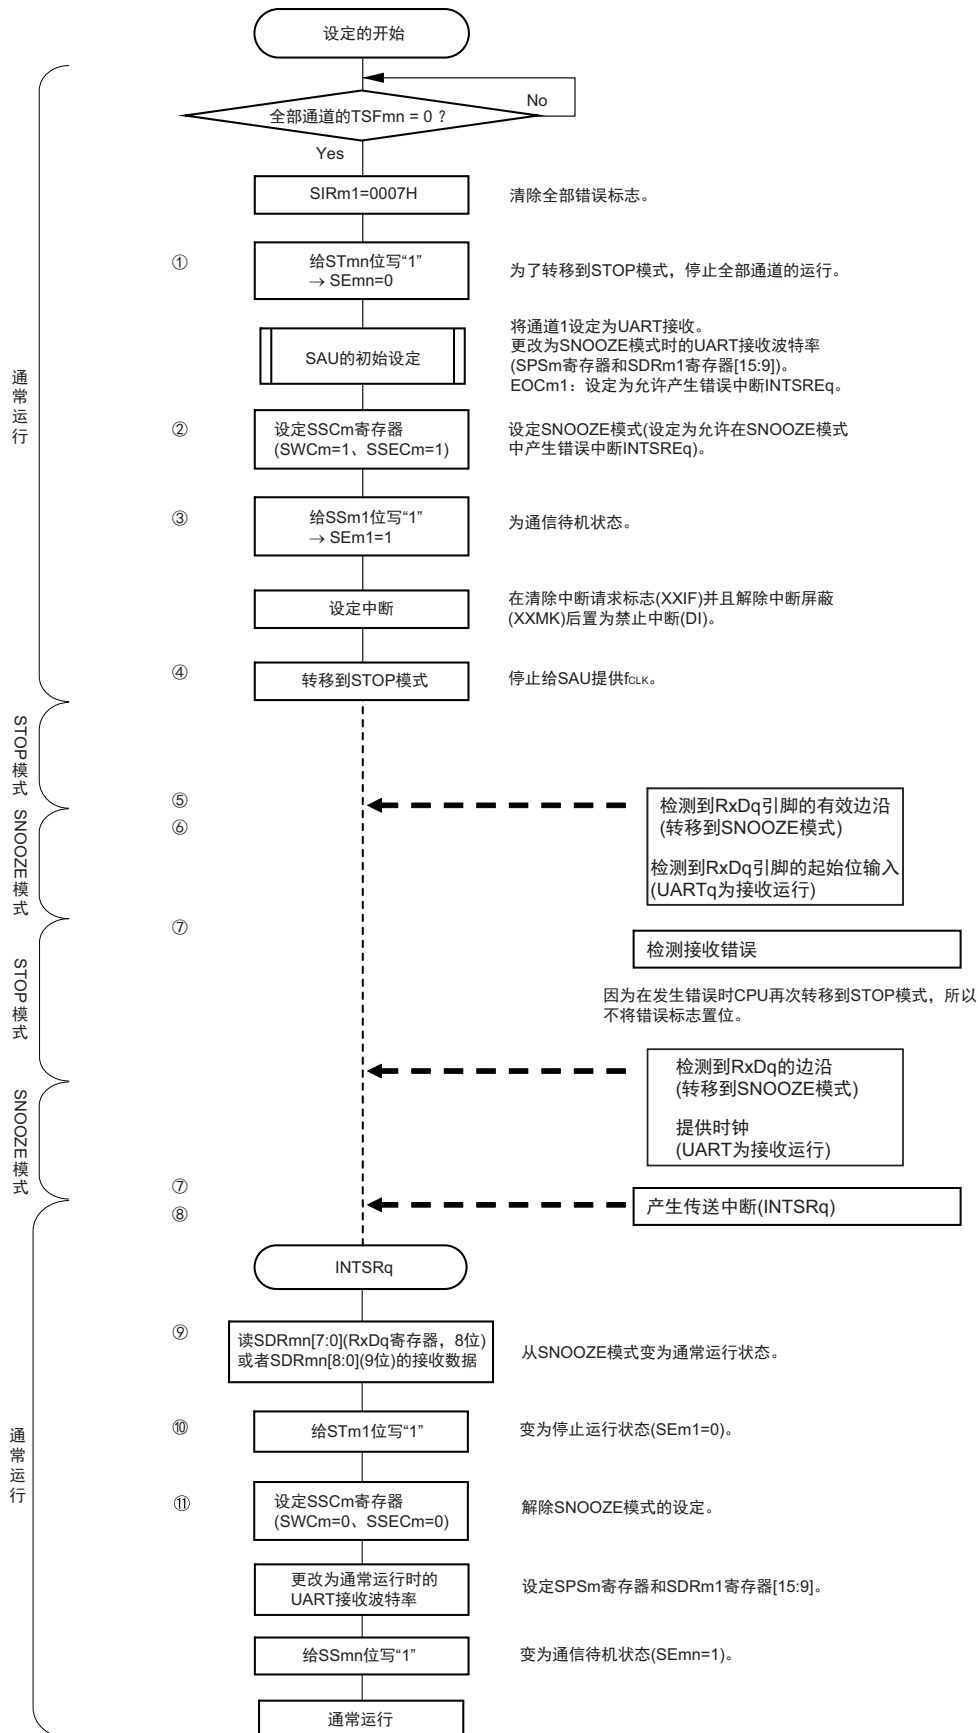 设定的开始
No
全部通道的TSFmn = 0 ?
Yes
SIRm1=0007H
清除全部错误标志。
①
给STmn位写“1”
→ SEmn=0
为了转移到STOP模式，停止全部通道的运行。
SAU的初始设定
将通道1设定为UART接收。
更改为SNOOZE模式时的UART接收波特率
(SPSm寄存器和SDRm1寄存器[15:9])。
EOCm1：设定为允许产生错误中断INTSREq。
通常运行
②
设定SSCm寄存器
(SWCm=1、SSECm=1)
设定SNOOZE模式(设定为允许在SNOOZE模式
中产生错误中断INTSREq)。
③
给SSm1位写“1”
→ SEm1=1
为通信待机状态。
设定中断
在清除中断请求标志(XXIF)并且解除中断屏蔽
(XXMK)后置为禁止中断(DI)。
④
转移到STOP模式
停止给SAU提供fCLK。
STOP模式
⑤
检测到RxDq引脚的有效边沿
(转移到SNOOZE模式)
SNOOZE模式
⑥
检测到RxDq引脚的起始位输入
(UARTq为接收运行)
⑦
检测接收错误
STOP模式
因为在发生错误时CPU再次转移到STOP模式，所以
不将错误标志置位。
检测到RxDq的边沿
(转移到SNOOZE模式)
SNOOZE模式
提供时钟
(UART为接收运行)
⑦
产生传送中断(INTSRq)
⑧
INTSRq
⑨
读SDRmn[7:0](RxDq寄存器，8位)
或者SDRmn[8:0](9位)的接收数据
从SNOOZE模式变为通常运行状态。
⑩
给STm1位写“1”
变为停止运行状态(SEm1=0)。
通常运行
⑪
设定SSCm寄存器
(SWCm=0、SSECm=0)
解除SNOOZE模式的设定。
更改为通常运行时的
UART接收波特率
设定SPSm寄存器和SDRm1寄存器[15:9]。
给SSmn位写“1”
变为通信待机状态(SEmn=1)。
通常运行